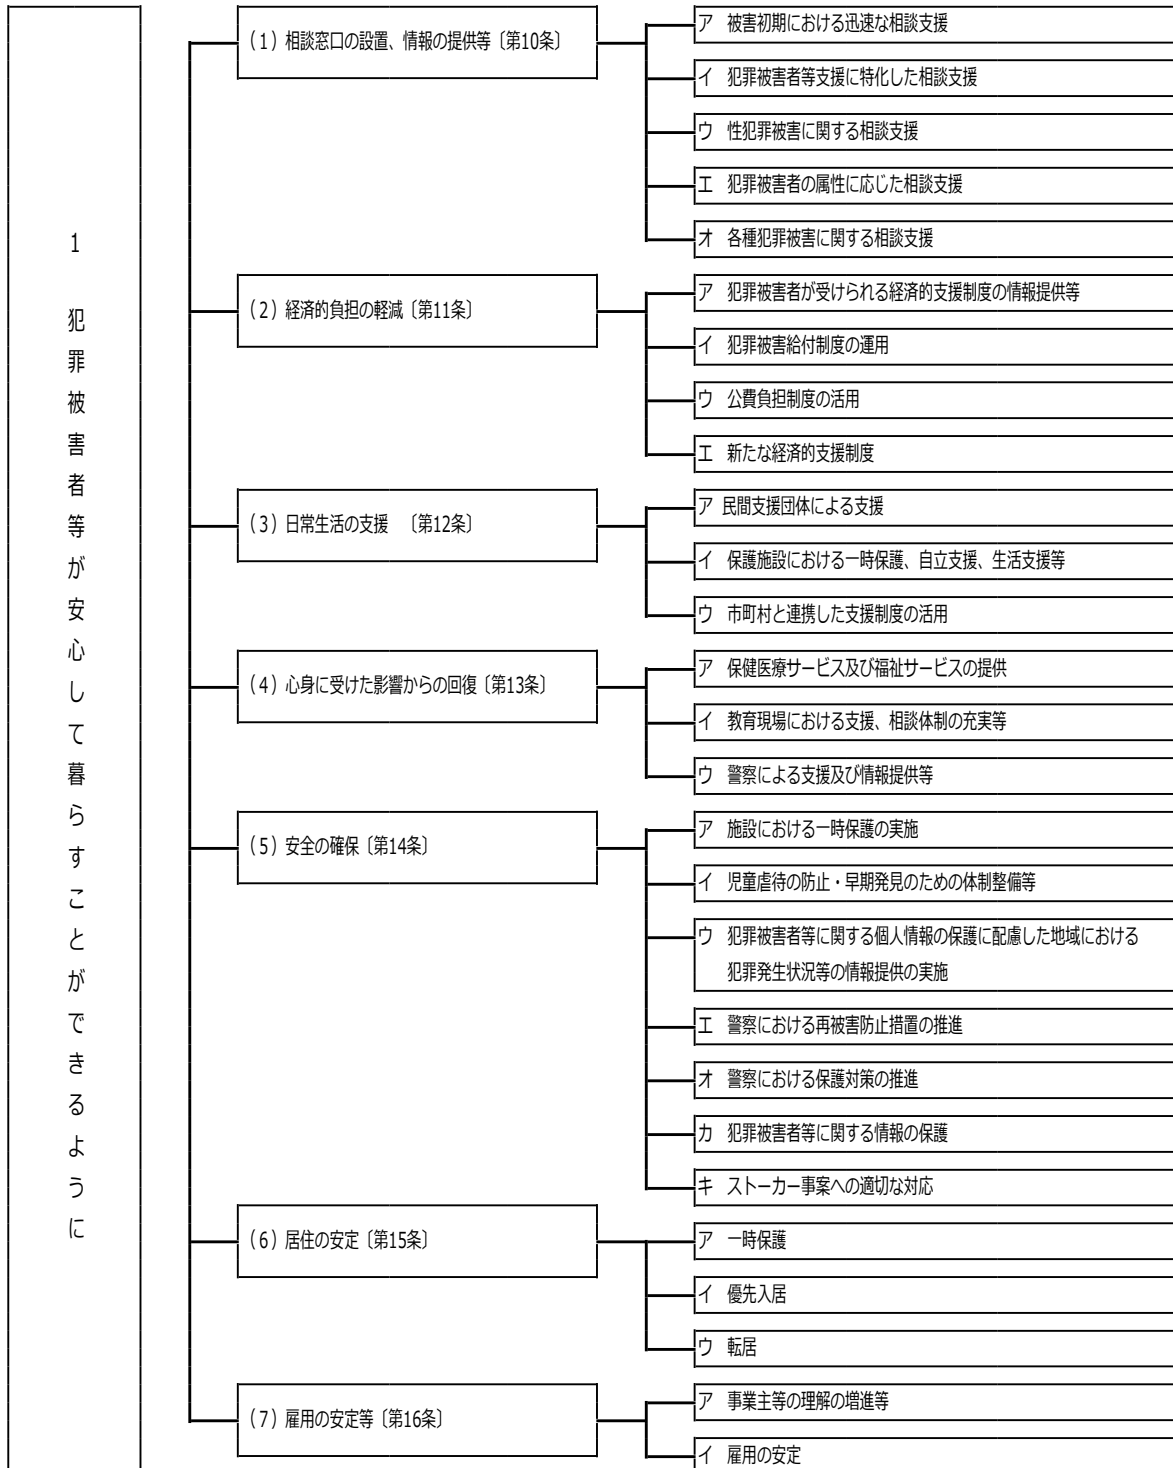 1 犯罪被害者等が安心して暮らすことができるように
(1) 相談窓口の設置、情報の提供等〔第10条〕
ア 被害初期における迅速な相談支援
イ 犯罪被害者等支援に特化した相談支援
ウ 性犯罪被害に関する相談支援
エ 犯罪被害者の属性に応じた相談支援
オ 各種犯罪被害に関する相談支援
(2) 経済的負担の軽減〔第11条〕
ア 犯罪被害者が受けられる経済的支援制度の情報提供等
イ 犯罪被害給付制度の運用
ウ 公費負担制度の活用
エ 新たな経済的支援制度
(3) 日常生活の支援 〔第12条〕
ア 民間支援団体による支援
イ 保護施設における一時保護、自立支援、生活支援等
ウ 市町村と連携した支援制度の活用
(4) 心身に受けた影響からの回復〔第13条〕
ア 保健医療サービス及び福祉サービスの提供
イ 教育現場における支援、相談体制の充実等
ウ 警察による支援及び情報提供等
(5) 安全の確保〔第14条〕
ア 施設における一時保護の実施
イ 児童虐待の防止・早期発見のための体制整備等
ウ 犯罪被害者等に関する個人情報の保護に配慮した地域における
犯罪発生状況等の情報提供の実施
エ 警察における再被害防止措置の推進
オ 警察における保護対策の推進
カ 犯罪被害者等に関する情報の保護
キ ストーカー事案への適切な対応
(6) 居住の安定〔第15条〕
ア 一時保護
イ 優先入居
ウ 転居
(7) 雇用の安定等〔第16条〕
ア 事業主等の理解の増進等
イ 雇用の安定